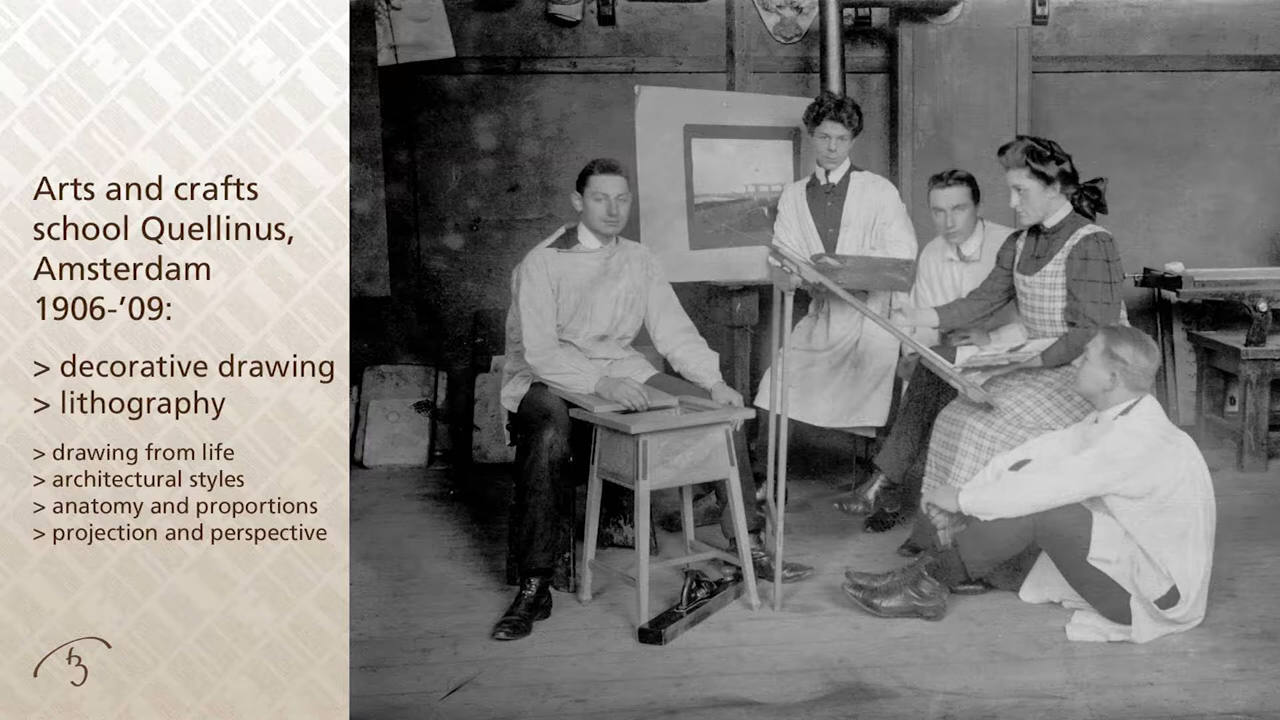 Arts and crafts
school Quellinus,
Amsterdam
1906-’09:
> decorative drawing
> lithography
> drawing from life
> architectural styles
> anatomy and proportions
> projection and perspective